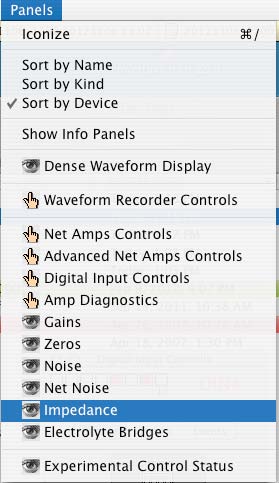 Panels
Iconize ⌘/
Sort by Name
Sort by Kind
✓ Sort by Device
Show Info Panels
Dense Waveform Display
Waveform Recorder Controls
Net Amps Controls
Advanced Net Amps Controls
Digital Input Controls
Amp Diagnostics
Gains
Zeros
Noise
Net Noise
Impedance
Electrolyte Bridges
Experimental Control Status